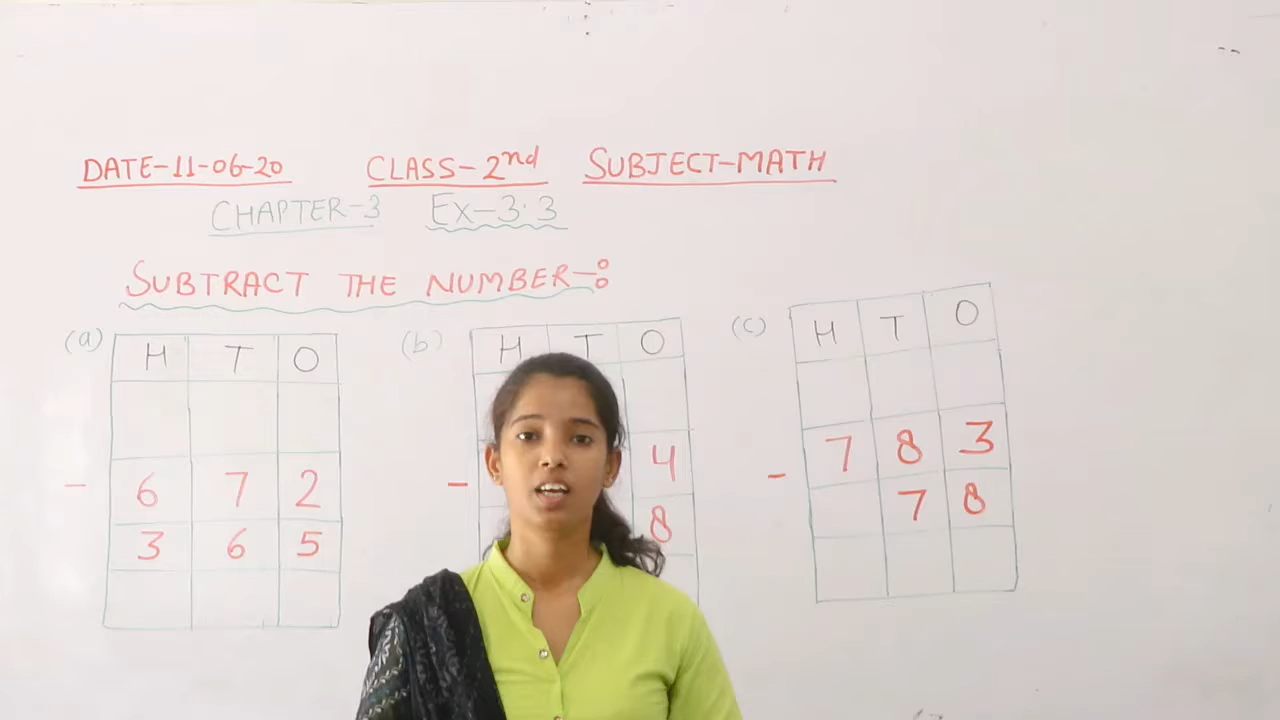 DATE-11-06-20 CLASS-2nd SUBJECT-MATH
CHAPTER-3 Ex-3.3
SUBTRACT THE NUMBER-:
(a)
H T O
- 6 7 2
3 6 5
(b)
H T O
- 4
8
(c)
H T O
- 7 8 3
7 8